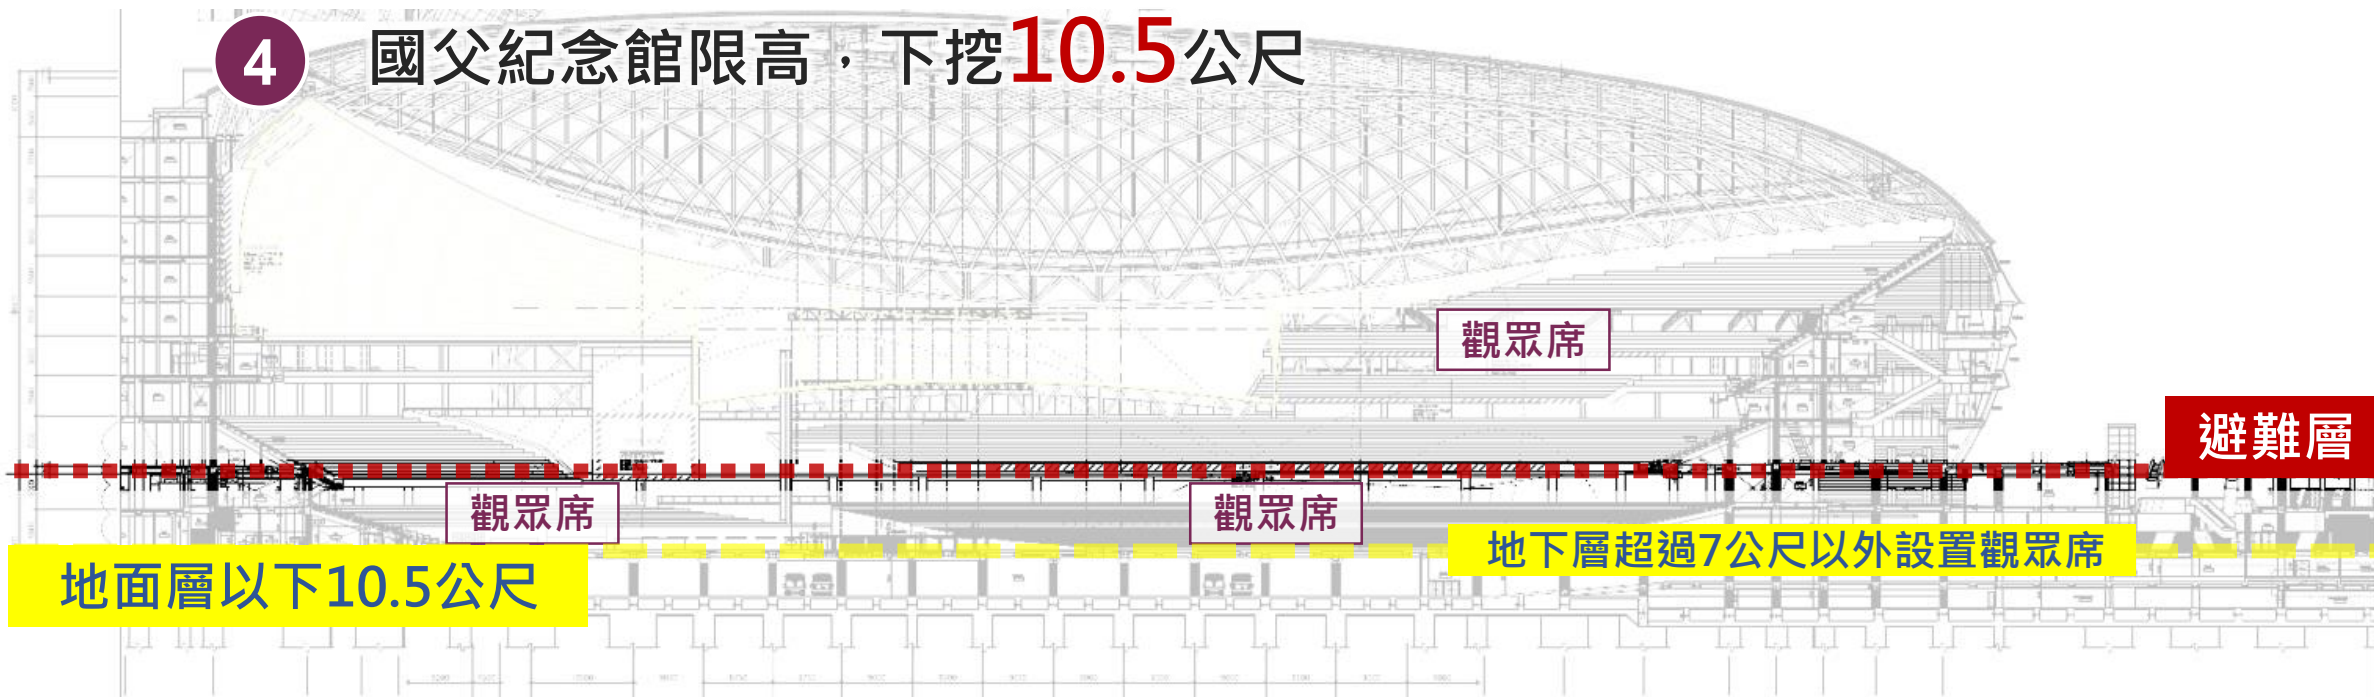 4 國父紀念館限高，下挖10.5公尺
觀眾席
避難層
觀眾席
觀眾席
地下層超過7公尺以外設置觀眾席
地面層以下10.5公尺